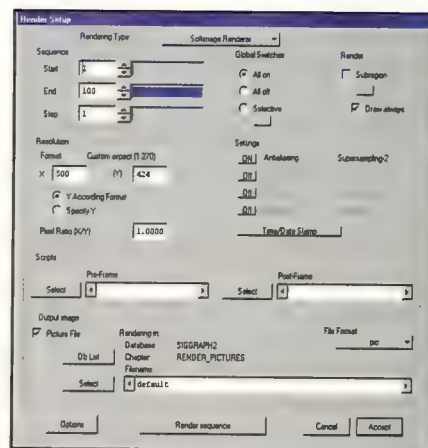 Render Setup
Rendering Type Softimage Renderer
Sequence
Start 1
End 100
Step 1
Global Switches
All on
All off
Selective
Render
Subregion
Draw always
Resolution
Format Custom aspect (1.270)
X 500 (Y) 424
Y According Format
Specify Y
Pixel Ratio (X/Y) 1.0000
Settings
ON Antialiasing Supersampling-2
Off
Off
Off
Time/Date Stamp
Scripts
Pre-Frame
Select
Post-Frame
Select
Output image
Picture File
Rendering in
Database SIGGRAPH2
Db List
Chapter RENDER_PICTURES
Filename
Select default
File Format
pic
Options
Render sequence
Cancel
Accept